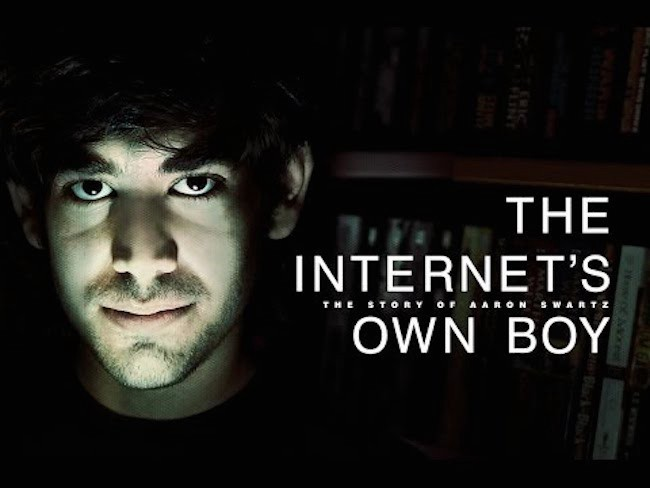 THE
INTERNET'S
THE STORY OF AARON SWARTZ
OWN BOY